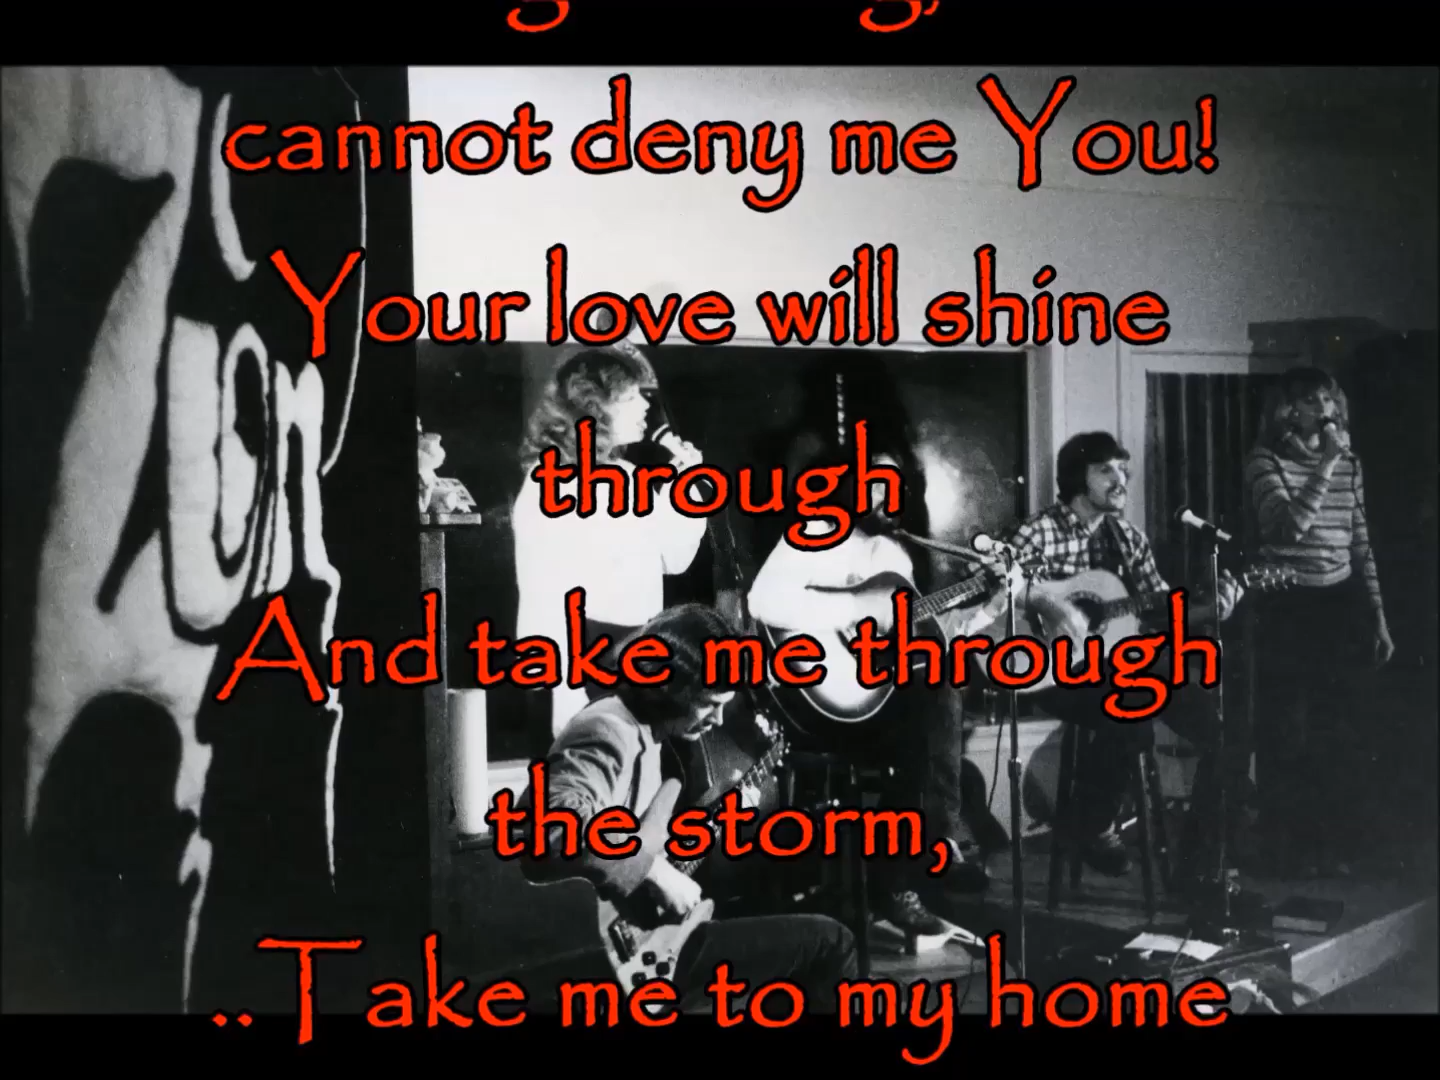 cannot deny me You!
Your love will shine
through
And take me through
the storm,
..Take me to my home